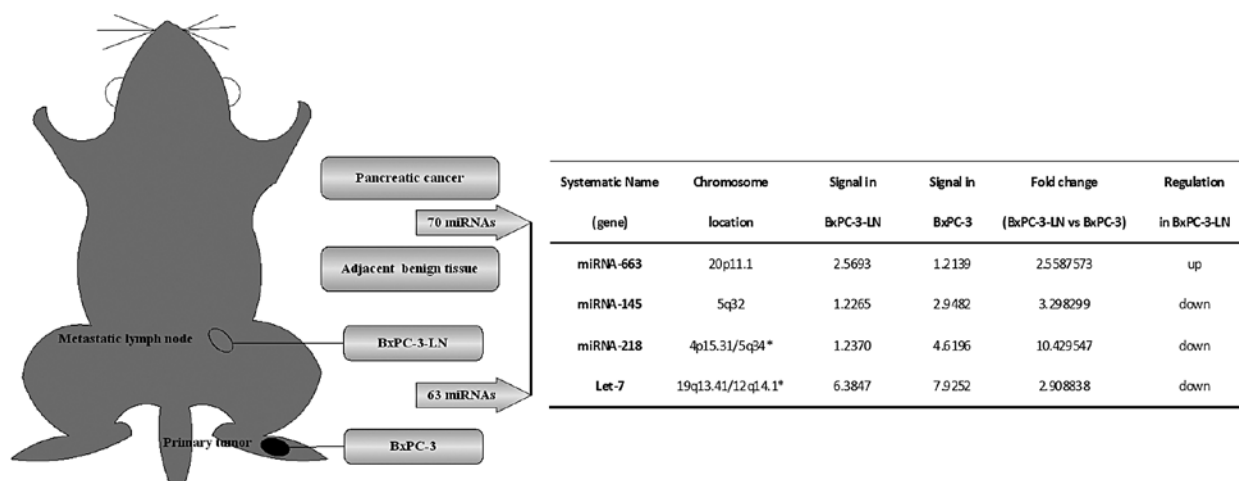 Pancreatic cancer
70 miRNAs
Adjacent benign tissue
Metastatic lymph node
BxPC-3-LN
63 miRNAs
Primary tumor
BxPC-3
Systematic Name Chromosome Signal in Signal in Fold change Regulation
(gene) location BxPC-3-LN BxPC-3 (BxPC-3-LN vs BxPC-3) in BxPC-3-LN
miRNA-663 20p11.1 2.5693 1.2139 2.5587573 up
miRNA-145 5q32 1.2265 2.9482 3.298299 down
miRNA-218 4p15.31/5q34* 1.2370 4.6196 10.429547 down
Let-7 19q13.41/12q14.1* 6.3847 7.9252 2.908838 down